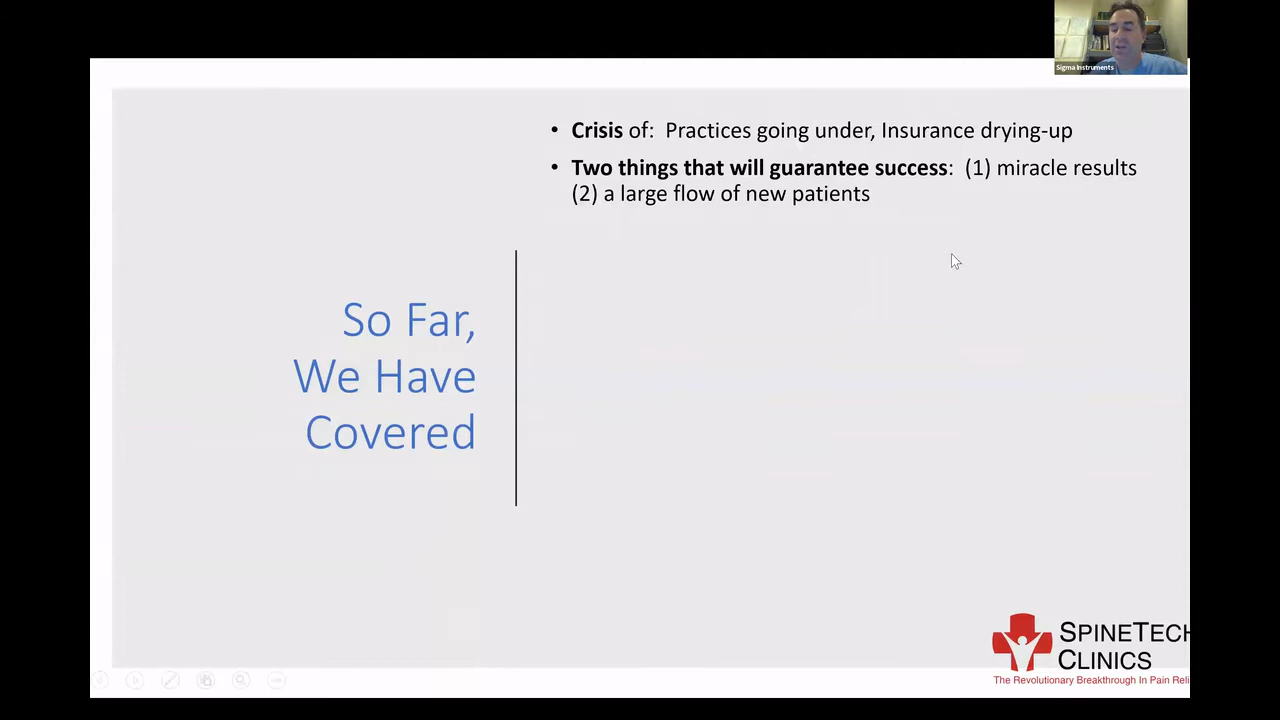 Sigma Instruments
• Crisis of: Practices going under, Insurance drying-up
• Two things that will guarantee success: (1) miracle results
(2) a large flow of new patients
So Far,
We Have
Covered
SPINETECH
CLINICS
The Revolutionary Breakthrough In Pain Reli